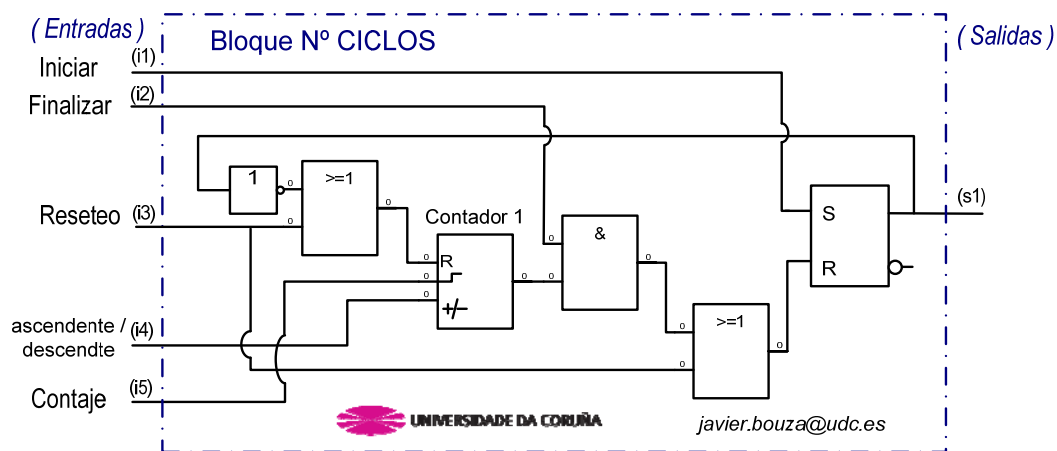 ( Entradas )
Bloque Nº CICLOS
( Salidas )
Iniciar (i1)
Finalizar (i2)
1
o
>=1
o
o
Reseteo (i3)
Contador 1
o
R
o
o
+/-
o
o
&
o
o
o
>=1
o
o
S
R
o
(s1)
ascendente / descendte (i4)
Contaje (i5)
UNIVERSIDADE DA CORUÑA
javier.bouza@udc.es